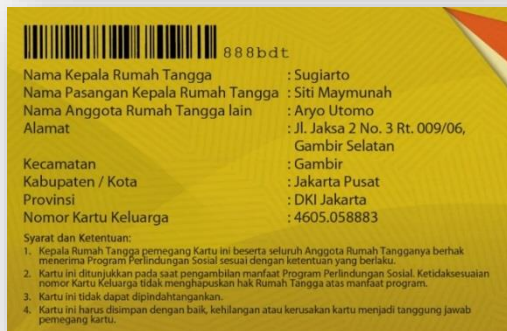 888bdt
Nama Kepala Rumah Tangga : Sugiarto
Nama Pasangan Kepala Rumah Tangga : Siti Maymunah
Nama Anggota Rumah Tangga lain : Aryo Utomo
Alamat : Jl. Jaksa 2 No. 3 Rt. 009/06,
Gambir Selatan
Kecamatan : Gambir
Kabupaten / Kota : Jakarta Pusat
Provinsi : DKI Jakarta
Nomor Kartu Keluarga : 4605.058883
Syarat dan Ketentuan:
1. Kepala Rumah Tangga pemegang Kartu ini beserta seluruh Anggota Rumah Tangganya berhak
menerima Program Perlindungan Sosial sesuai dengan ketentuan yang berlaku.
2. Kartu ini ditunjukkan pada saat pengambilan manfaat Program Perlindungan Sosial. Ketidaksesuaian
nomor Kartu Keluarga tidak menghapuskan hak Rumah Tangga atas manfaat program.
3. Kartu ini tidak dapat dipindahtangankan.
4. Kartu ini harus disimpan dengan baik, kehilangan atau kerusakan kartu menjadi tanggung jawab
pemegang kartu.